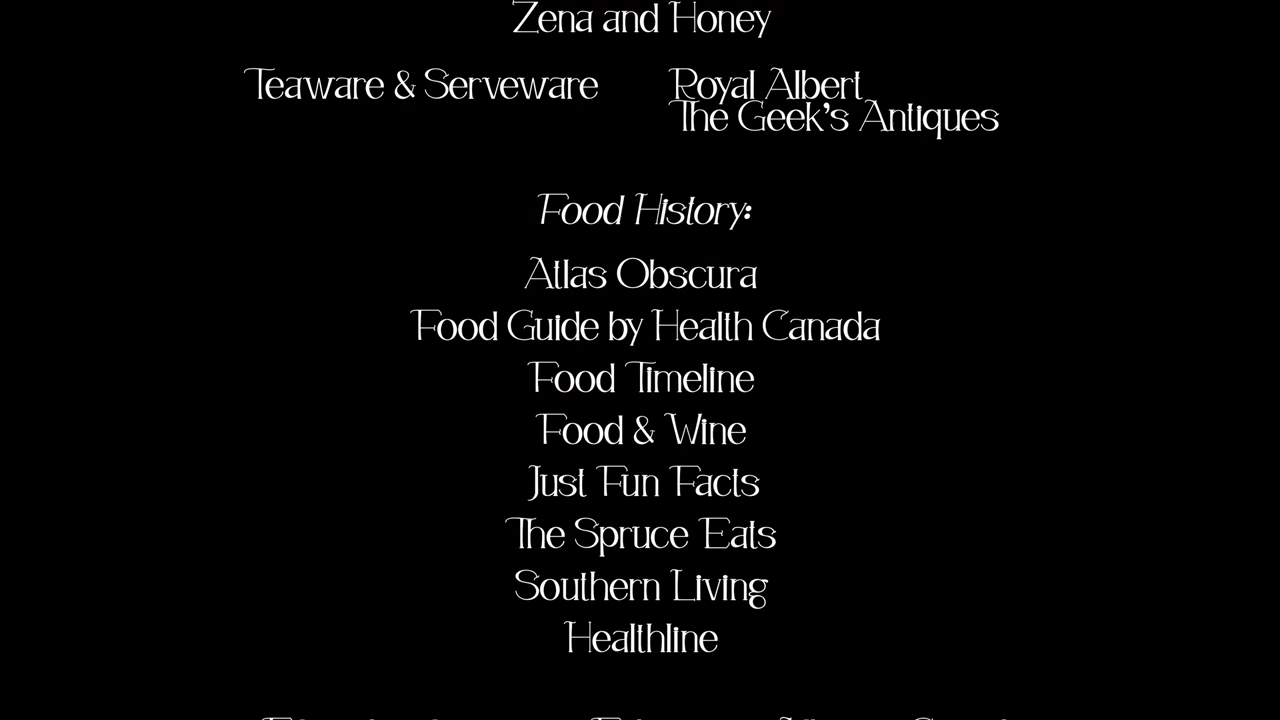 Zena and Honey
Teaware & Serveware
Royal Albert
The Geek's Antiques
Food History:
Atlas Obscura
Food Guide by Health Canada
Food Timeline
Food & Wine
Just Fun Facts
The Spruce Eats
Southern Living
Healthline